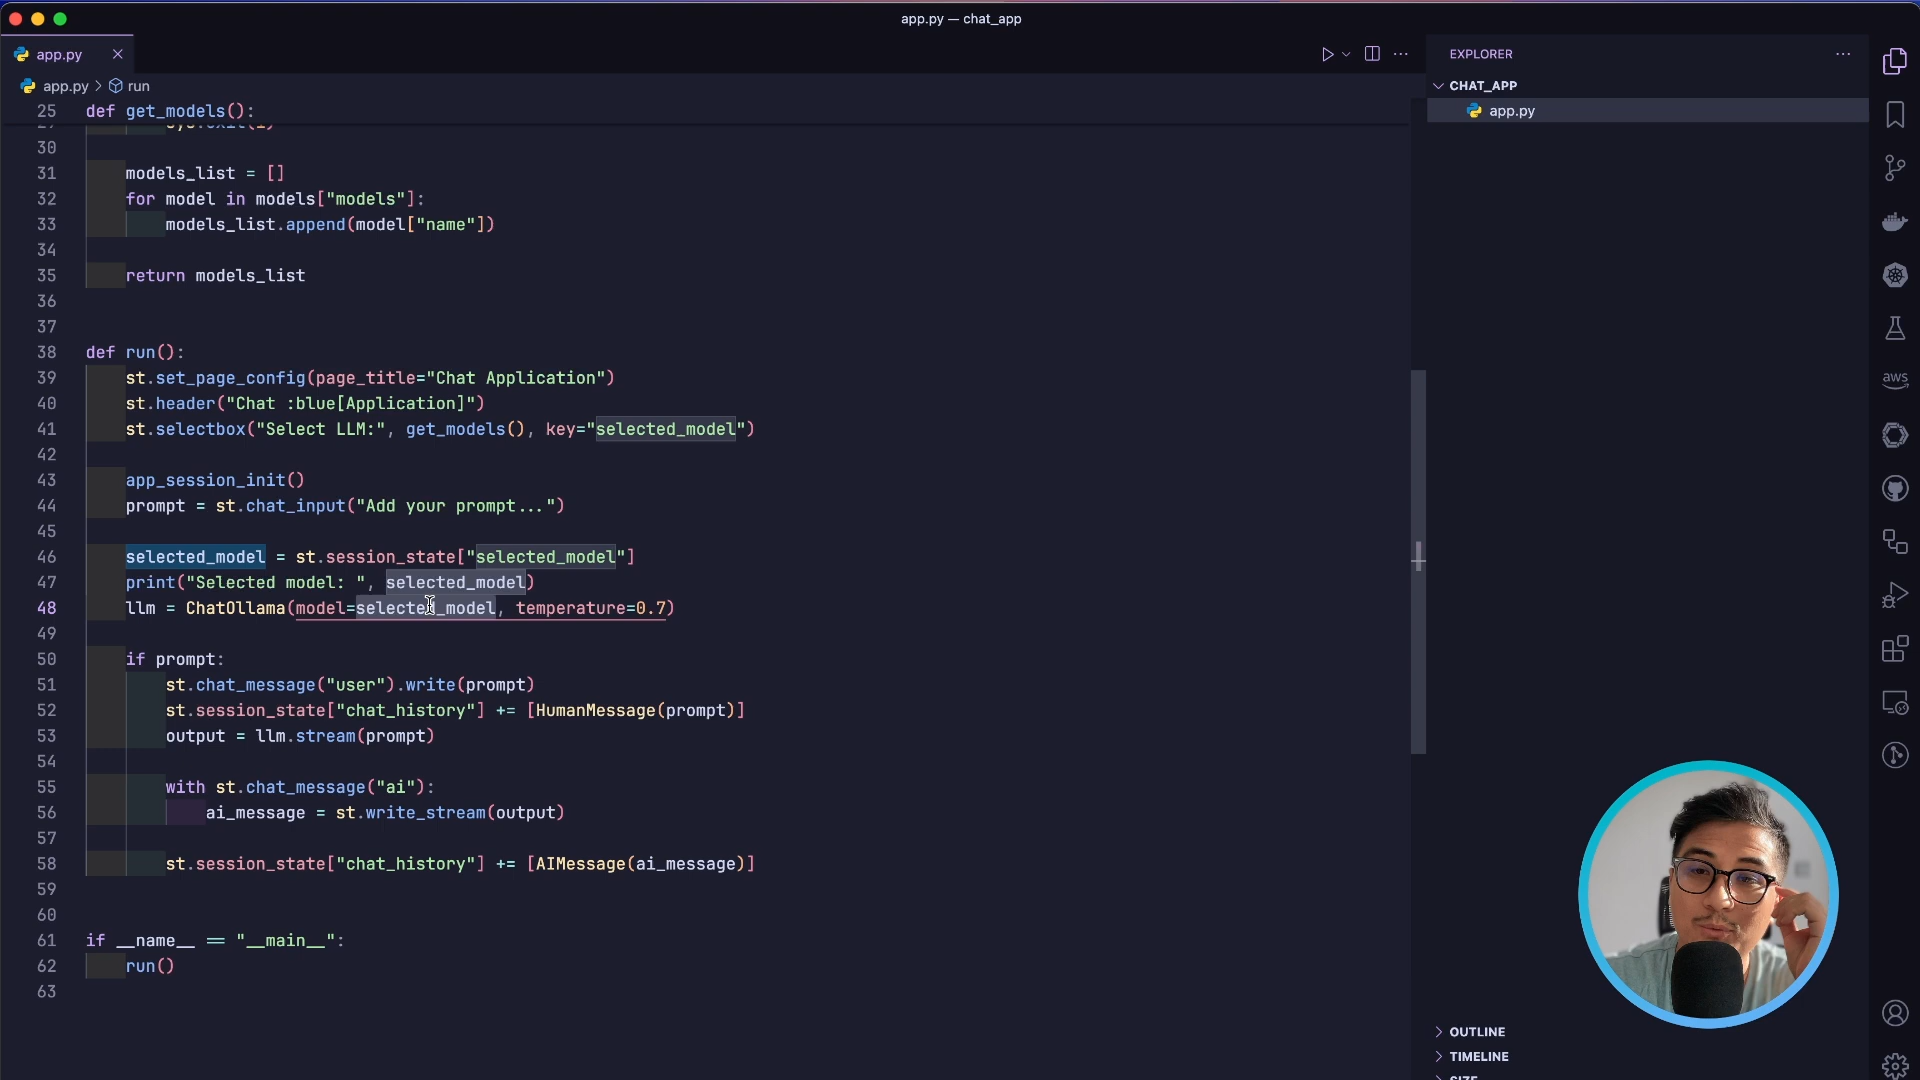 app.py — chat_app
app.py
app.py > run
25 def get_models():
30
31 models_list = []
32 for model in models["models"]:
33 models_list.append(model["name"])
34
35 return models_list
36
37
38 def run():
39 st.set_page_config(page_title="Chat Application")
40 st.header("Chat :blue[Application]")
41 st.selectbox("Select LLM:", get_models(), key="selected_model")
42
43 app_session_init()
44 prompt = st.chat_input("Add your prompt...")
45
46 selected_model = st.session_state["selected_model"]
47 print("Selected model: ", selected_model)
48 llm = ChatOllama(model=selected_model, temperature=0.7)
49
50 if prompt:
51 st.chat_message("user").write(prompt)
52 st.session_state["chat_history"] += [HumanMessage(prompt)]
53 output = llm.stream(prompt)
54
55 with st.chat_message("ai"):
56 ai_message = st.write_stream(output)
57
58 st.session_state["chat_history"] += [AIMessage(ai_message)]
59
60
61 if __name__ == "__main__":
62 run()
63
EXPLORER
CHAT_APP
app.py
aws
OUTLINE
TIMELINE